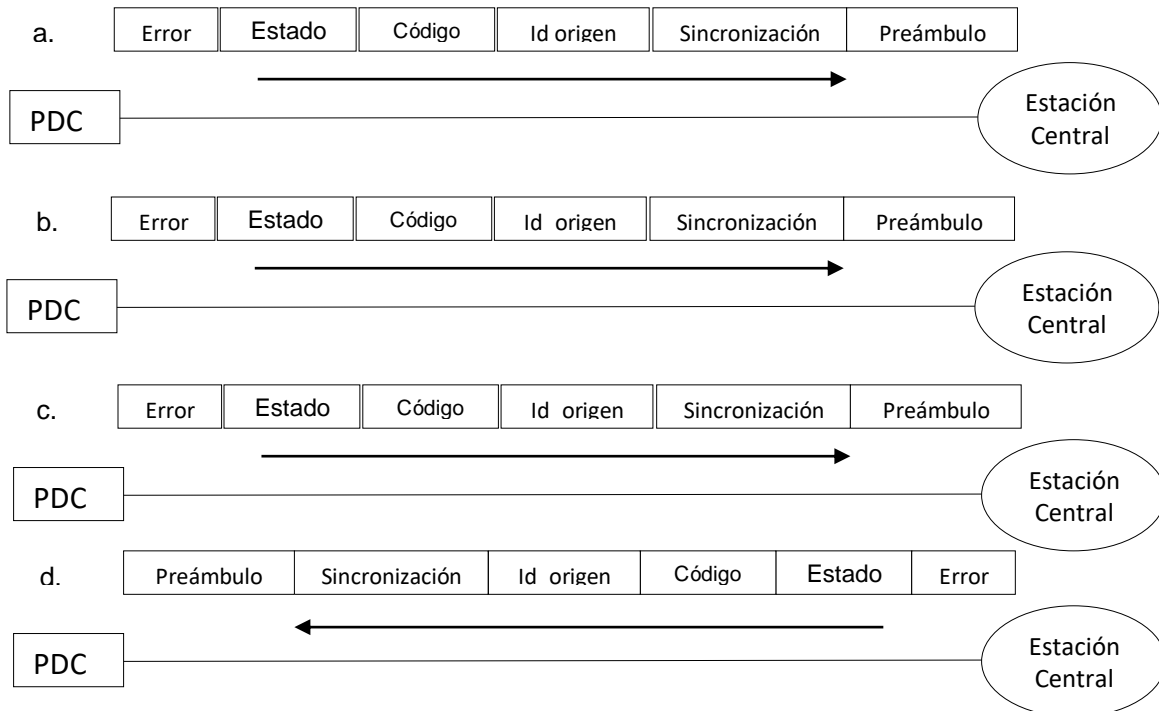 a. Error Estado Código Id origen Sincronización Preámbulo
PDC
Estación
Central
b. Error Estado Código Id origen Sincronización Preámbulo
PDC
Estación
Central
c. Error Estado Código Id origen Sincronización Preámbulo
PDC
Estación
Central
d. Preámbulo Sincronización Id origen Código Estado Error
PDC
Estación
Central